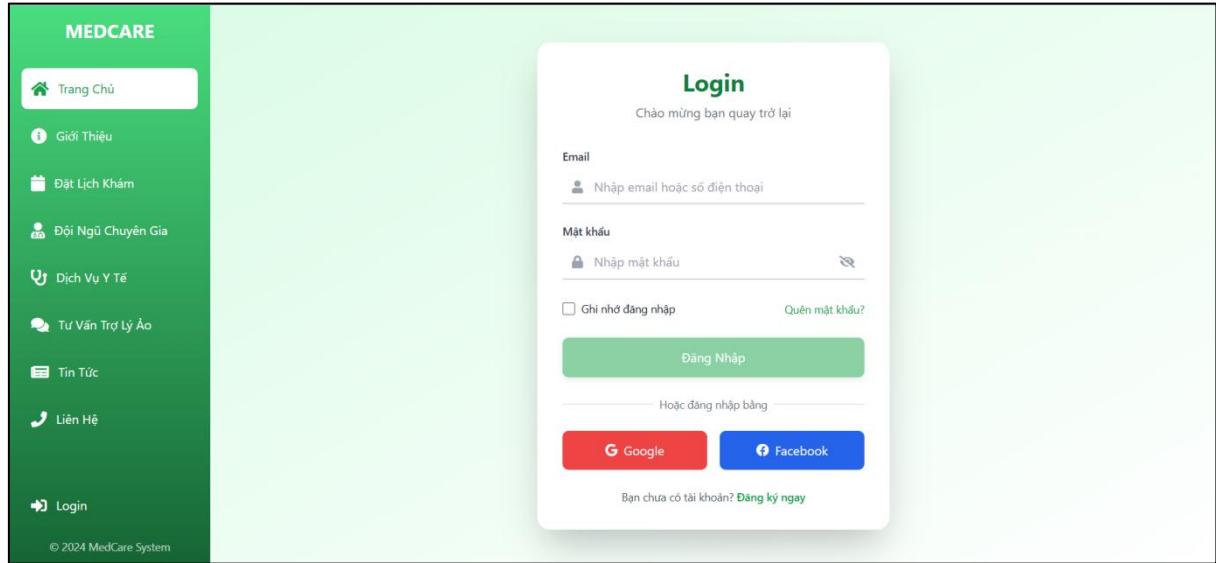 MEDCARE
Trang Chủ
Giới Thiệu
Đặt Lịch Khám
Đội Ngũ Chuyên Gia
Dịch Vụ Y Tế
Tư Vấn Trợ Lý Ảo
Tin Tức
Liên Hệ
Login
© 2024 MedCare System
Login
Chào mừng bạn quay trở lại
Email
Nhập email hoặc số điện thoại
Mật khẩu
Nhập mật khẩu
Ghi nhớ đăng nhập Quên mật khẩu?
Đăng Nhập
Hoặc đăng nhập bằng
Google Facebook
Bạn chưa có tài khoản? Đăng ký ngay